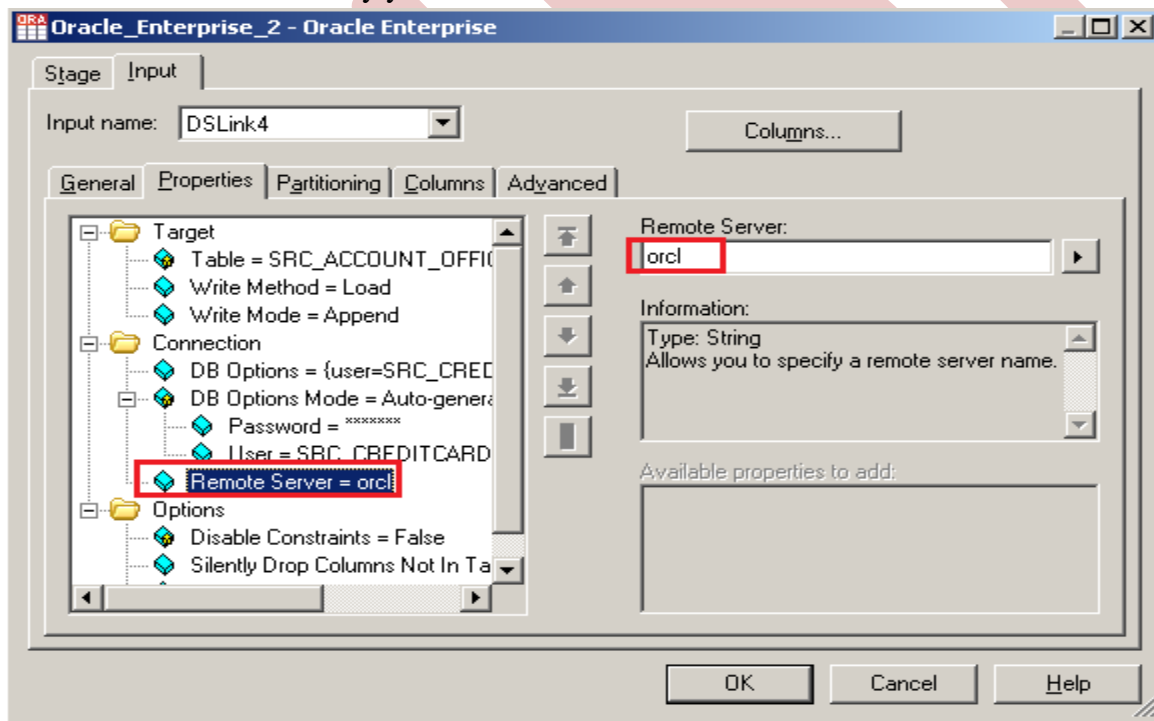 Oracle_Enterprise_2 - Oracle Enterprise
Stage Input
Input name: DSLink4 Columns...
General Properties Partitioning Columns Advanced
Target
Table = SRC_ACCOUNT_OFFI
Write Method = Load
Write Mode = Append
Connection
DB Options = {user=SRC_CRED
DB Options Mode = Auto-genera
Password = *******
User = SRC_CREDITCARD
Remote Server = orcl
Options
Disable Constraints = False
Silently Drop Columns Not In Ta
Remote Server:
orcl
Information:
Type: String
Allows you to specify a remote server name.
Available properties to add:
OK Cancel Help